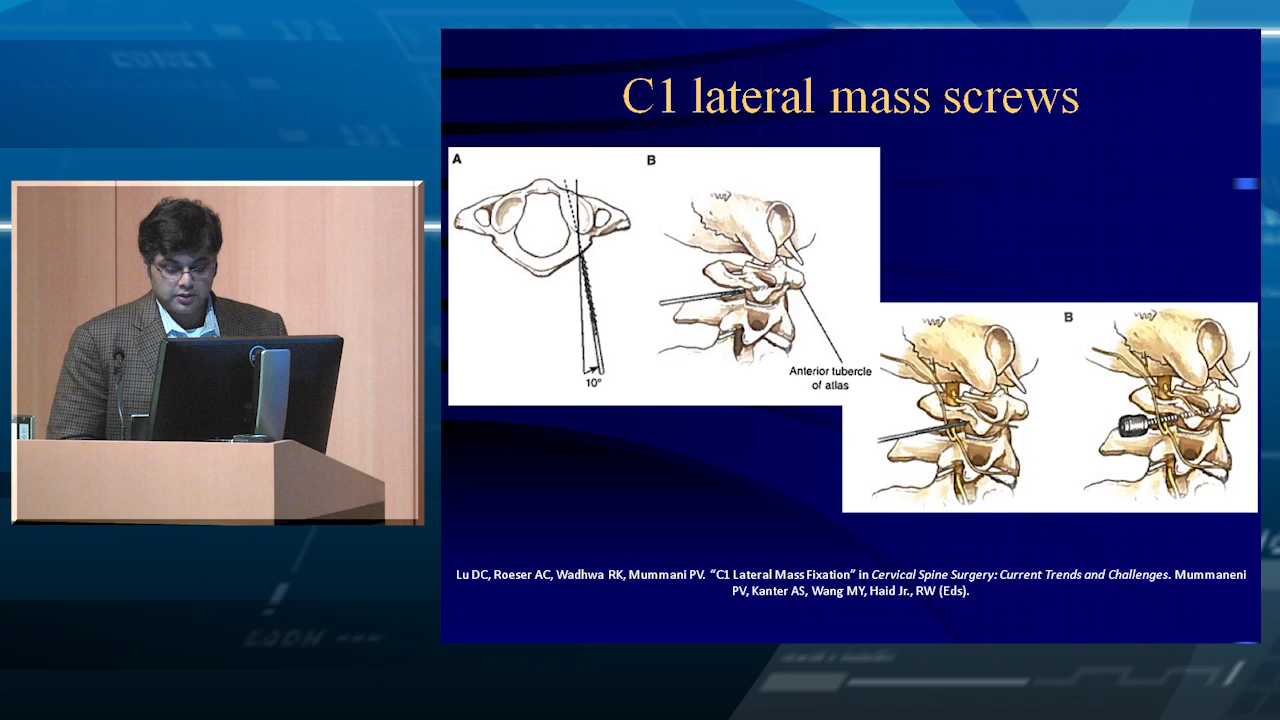 C1 lateral mass screws
A
B
10°
Anterior tubercle
of atlas
B
Lu DC, Roeser AC, Wadhwa RK, Mummani PV. “C1 Lateral Mass Fixation” in Cervical Spine Surgery: Current Trends and Challenges. Mummaneni
PV, Kanter AS, Wang MY, Haid Jr., RW (Eds).